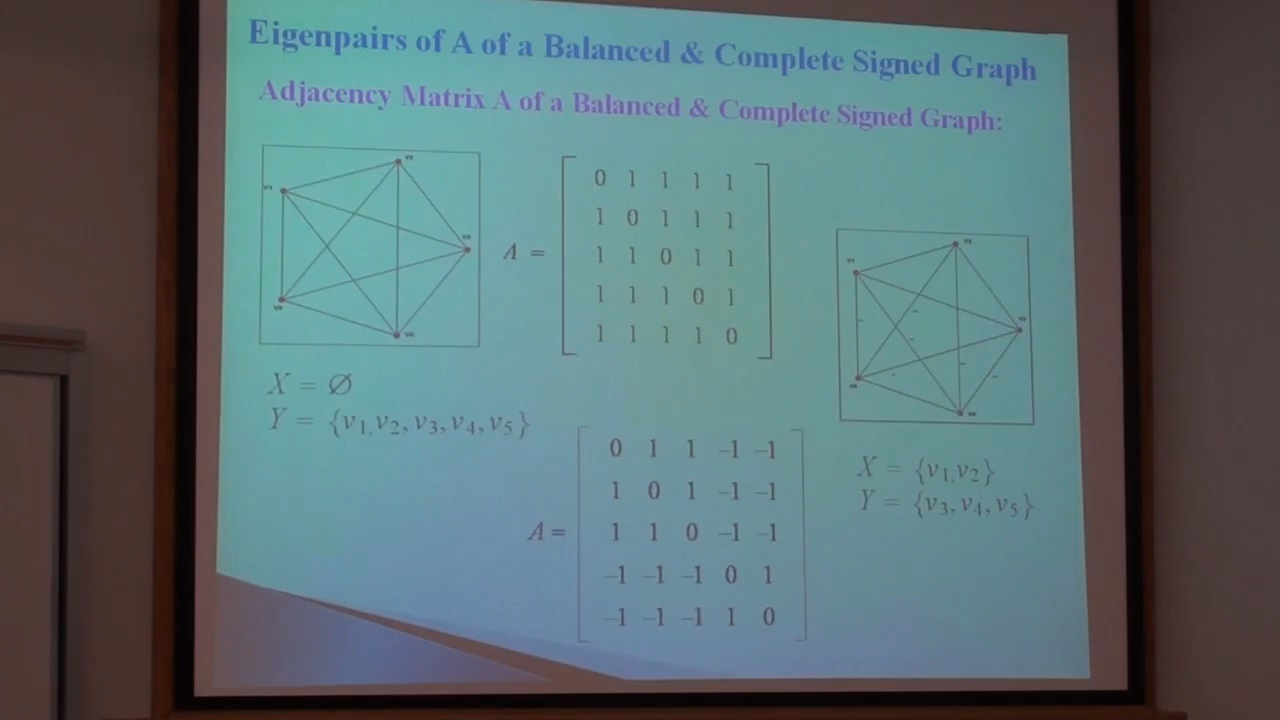 Eigenpairs of A of a Balanced & Complete Signed Graph
Adjacency Matrix A of a Balanced & Complete Signed Graph:
A =
0 1 1 1 1
1 0 1 1 1
1 1 0 1 1
1 1 1 0 1
1 1 1 1 0
X = ∅
Y = {v1,v2, v3, v4, v5}
A =
0 1 1 –1 –1
1 0 1 –1 –1
1 1 0 –1 –1
–1 –1 –1 0 1
–1 –1 –1 1 0
X = {v1,v2}
Y = {v3, v4, v5}